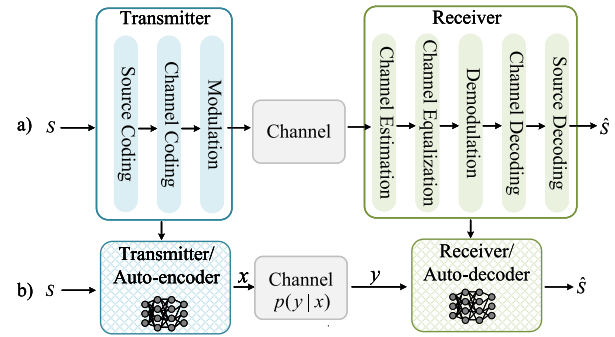 Transmitter
Receiver
a) S
Source Coding
Channel Coding
Modulation
Channel
Channel Estimation
Channel Equalization
Demodulation
Channel Decoding
Source Decoding
ŝ
Transmitter/
Auto-encoder
Receiver/
Auto-decoder
b) S
x
Channel
p(y | x)
y
ŝ